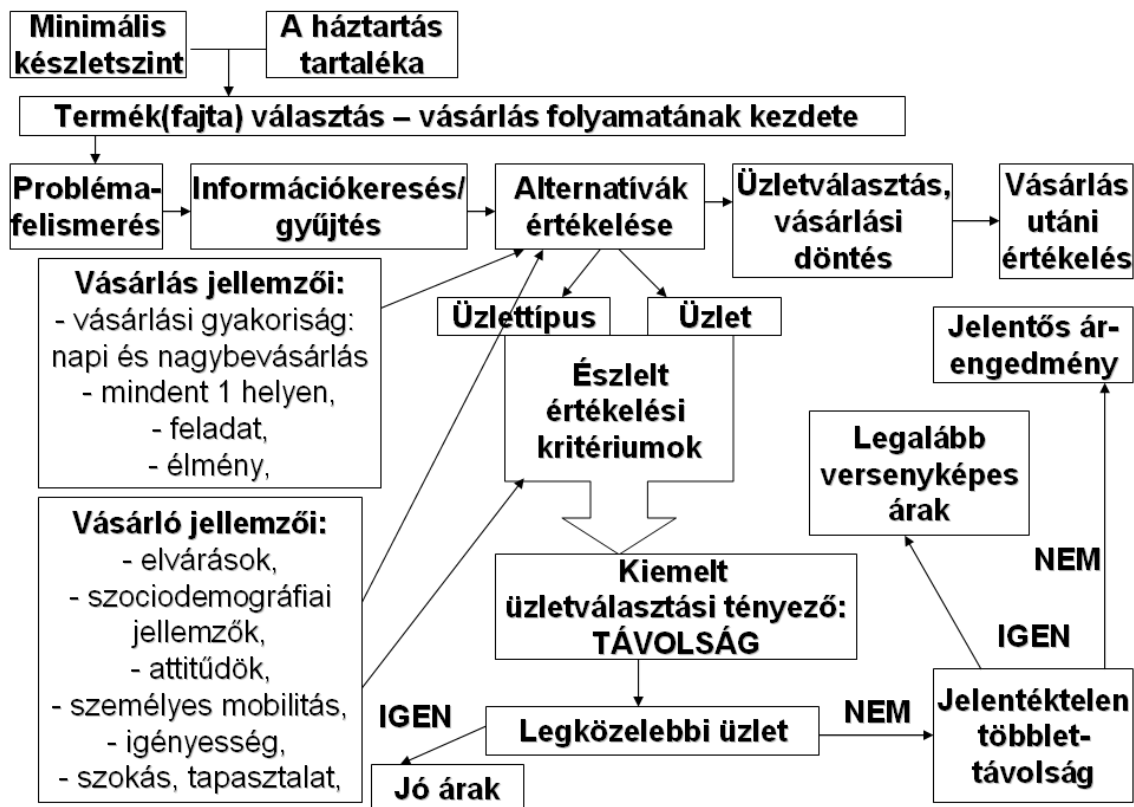 Minimális
készletszint
A háztartás
tartaléka
Termék(fajta) választás – vásárlás folyamatának kezdete
Probléma-
felismerés
Információkeresés/
gyűjtés
Alternatívák
értékelése
Üzletválasztás,
vásárlási
döntés
Vásárlás
utáni
értékelés
Vásárlás jellemzői:
- vásárlási gyakoriság:
napi és nagybevásárlás
- mindent 1 helyen,
- feladat,
- élmény,
Üzlettípus
Üzlet
Észlelt
értékelési
kritériumok
Jelentős ár-
engedmény
Legalább
versenyképes
árak
Vásárló jellemzői:
- elvárások,
- szociodemográfiai
jellemzők,
- attitűdök,
- személyes mobilitás,
- igényesség,
- szokás, tapasztalat,
Kiemelt
üzletválasztási tényező:
TÁVOLSÁG
NEM
IGEN
IGEN
Legközelebbi üzlet
NEM
Jelentéktelen
többlet-
távolság
Jó árak